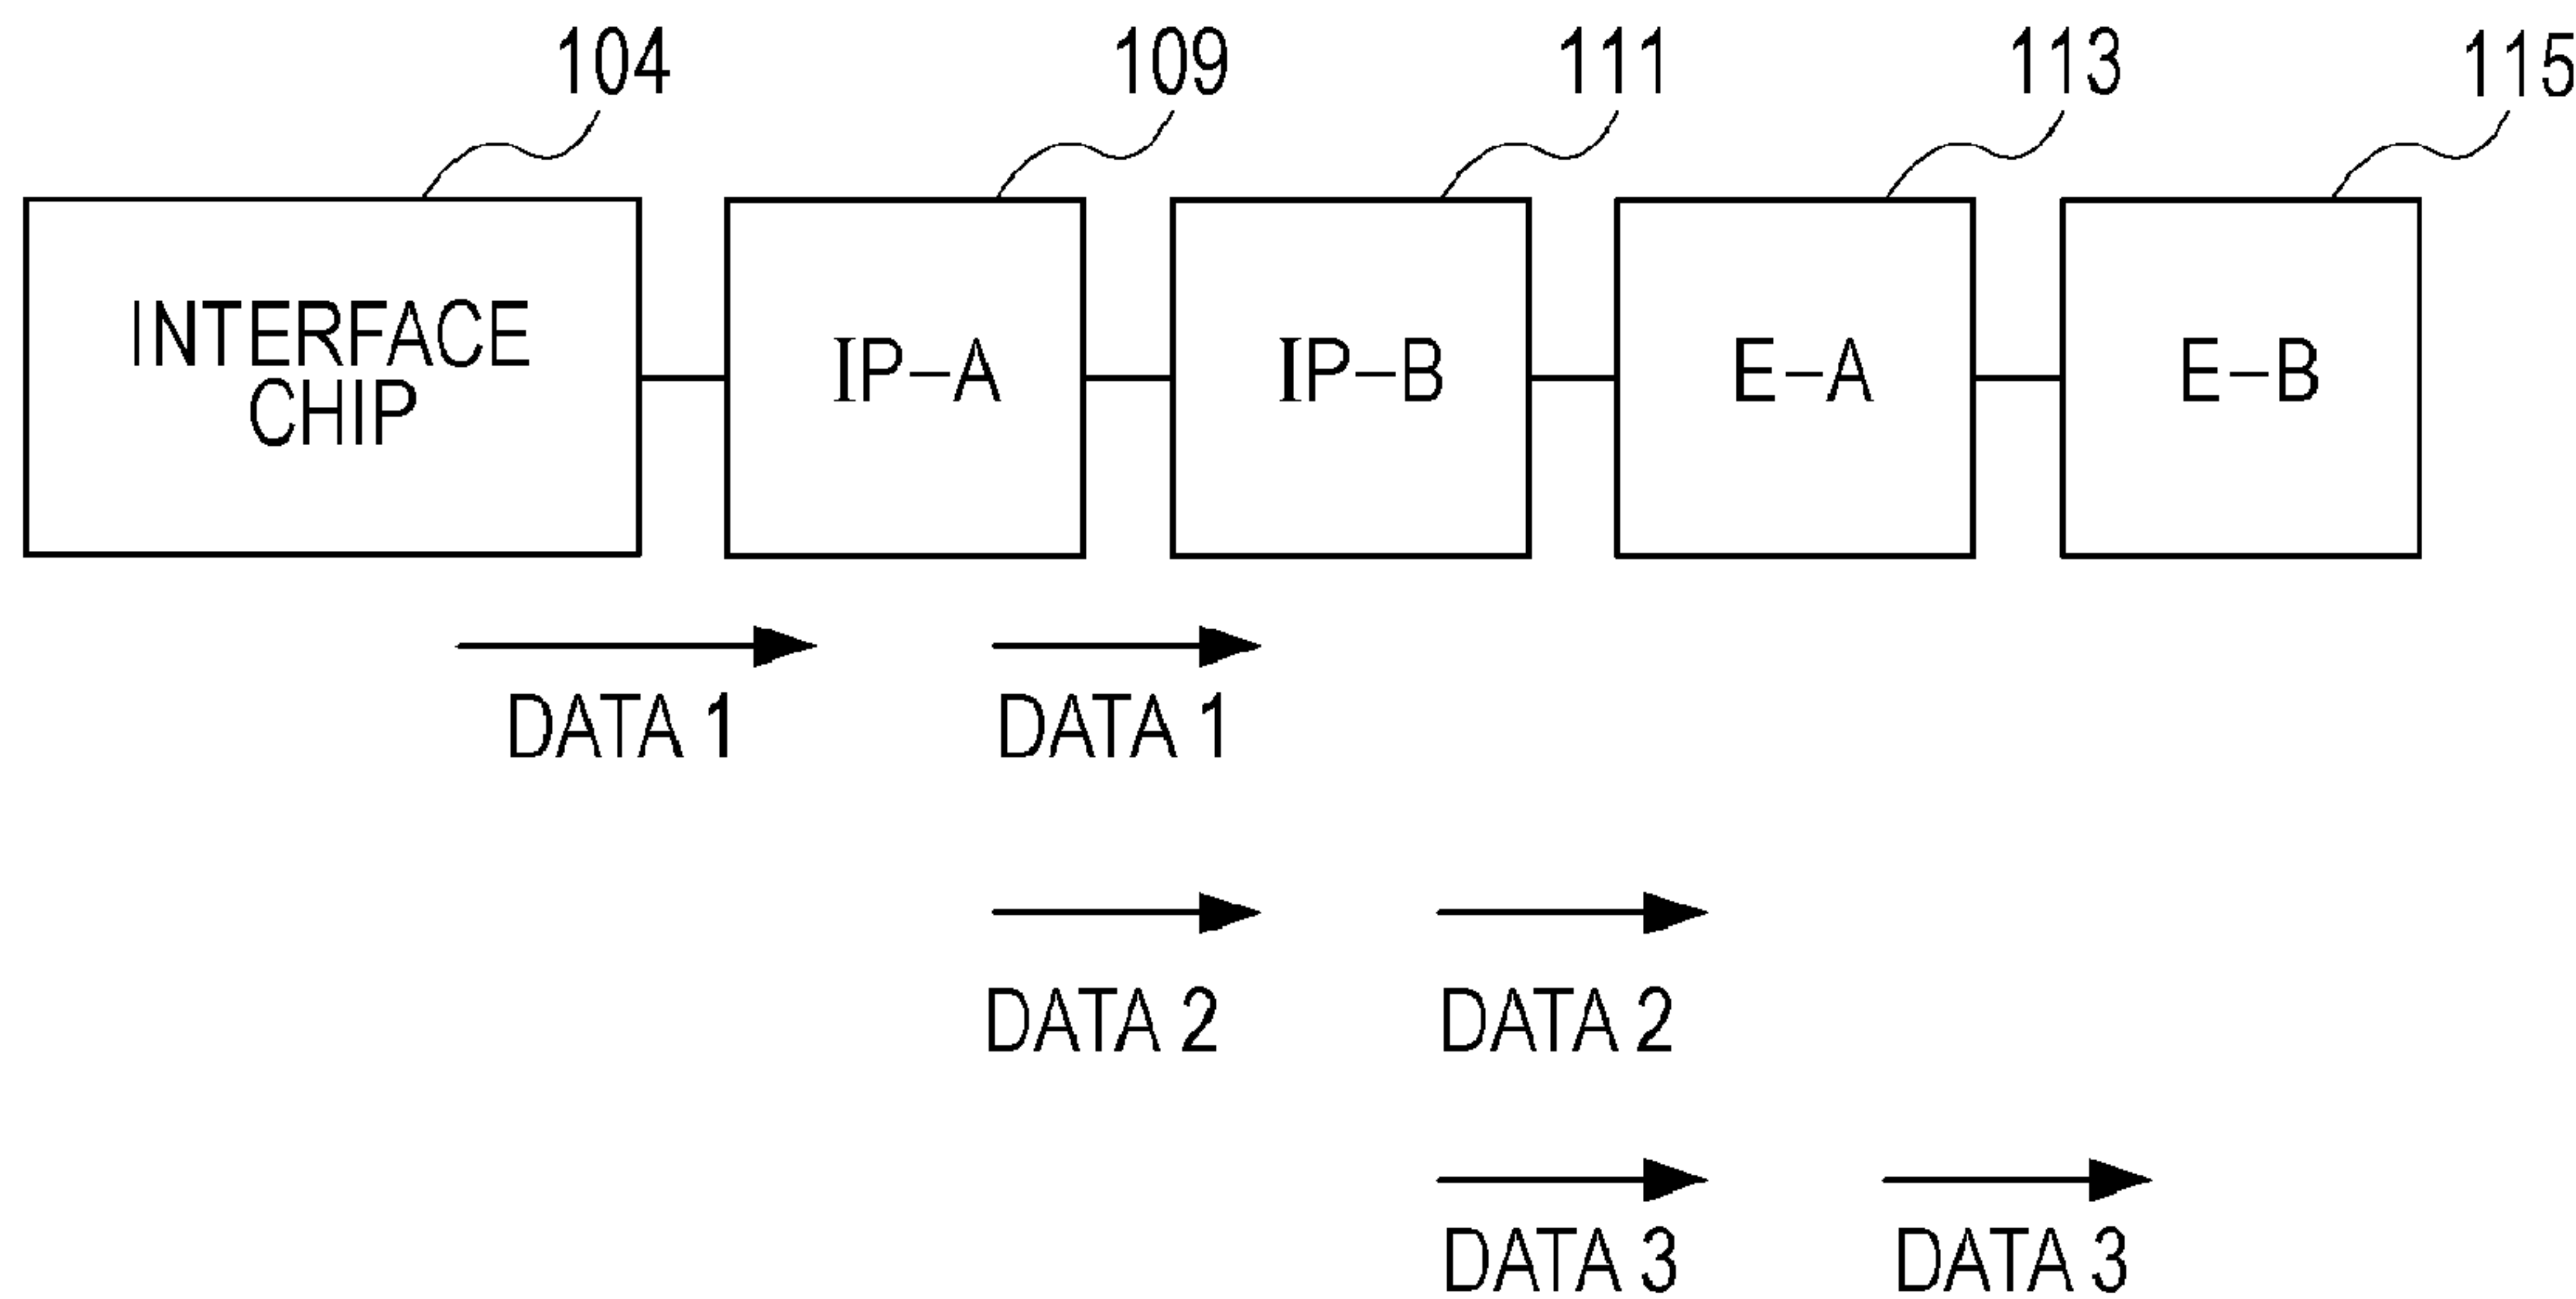 104 109 111 113 115
INTERFACE
CHIP
IP-A
IP-B
E-A
E-B
DATA 1 DATA 1
DATA 2 DATA 2
DATA 3 DATA 3